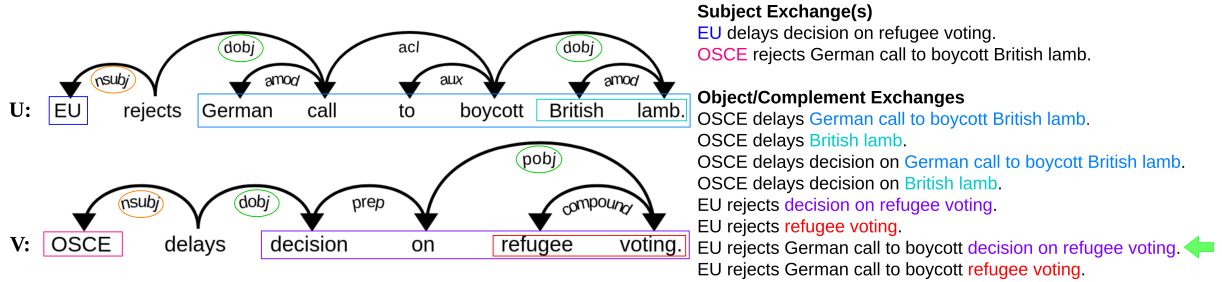 dobj acl dobj
nsubj amod aux amod
U: EU rejects German call to boycott British lamb.
pobj
nsubj dobj prep compound
V: OSCE delays decision on refugee voting.
Subject Exchange(s)
EU delays decision on refugee voting.
OSCE rejects German call to boycott British lamb.
Object/Complement Exchanges
OSCE delays German call to boycott British lamb.
OSCE delays British lamb.
OSCE delays decision on German call to boycott British lamb.
OSCE delays decision on British lamb.
EU rejects decision on refugee voting.
EU rejects refugee voting.
EU rejects German call to boycott decision on refugee voting.
EU rejects German call to boycott refugee voting.